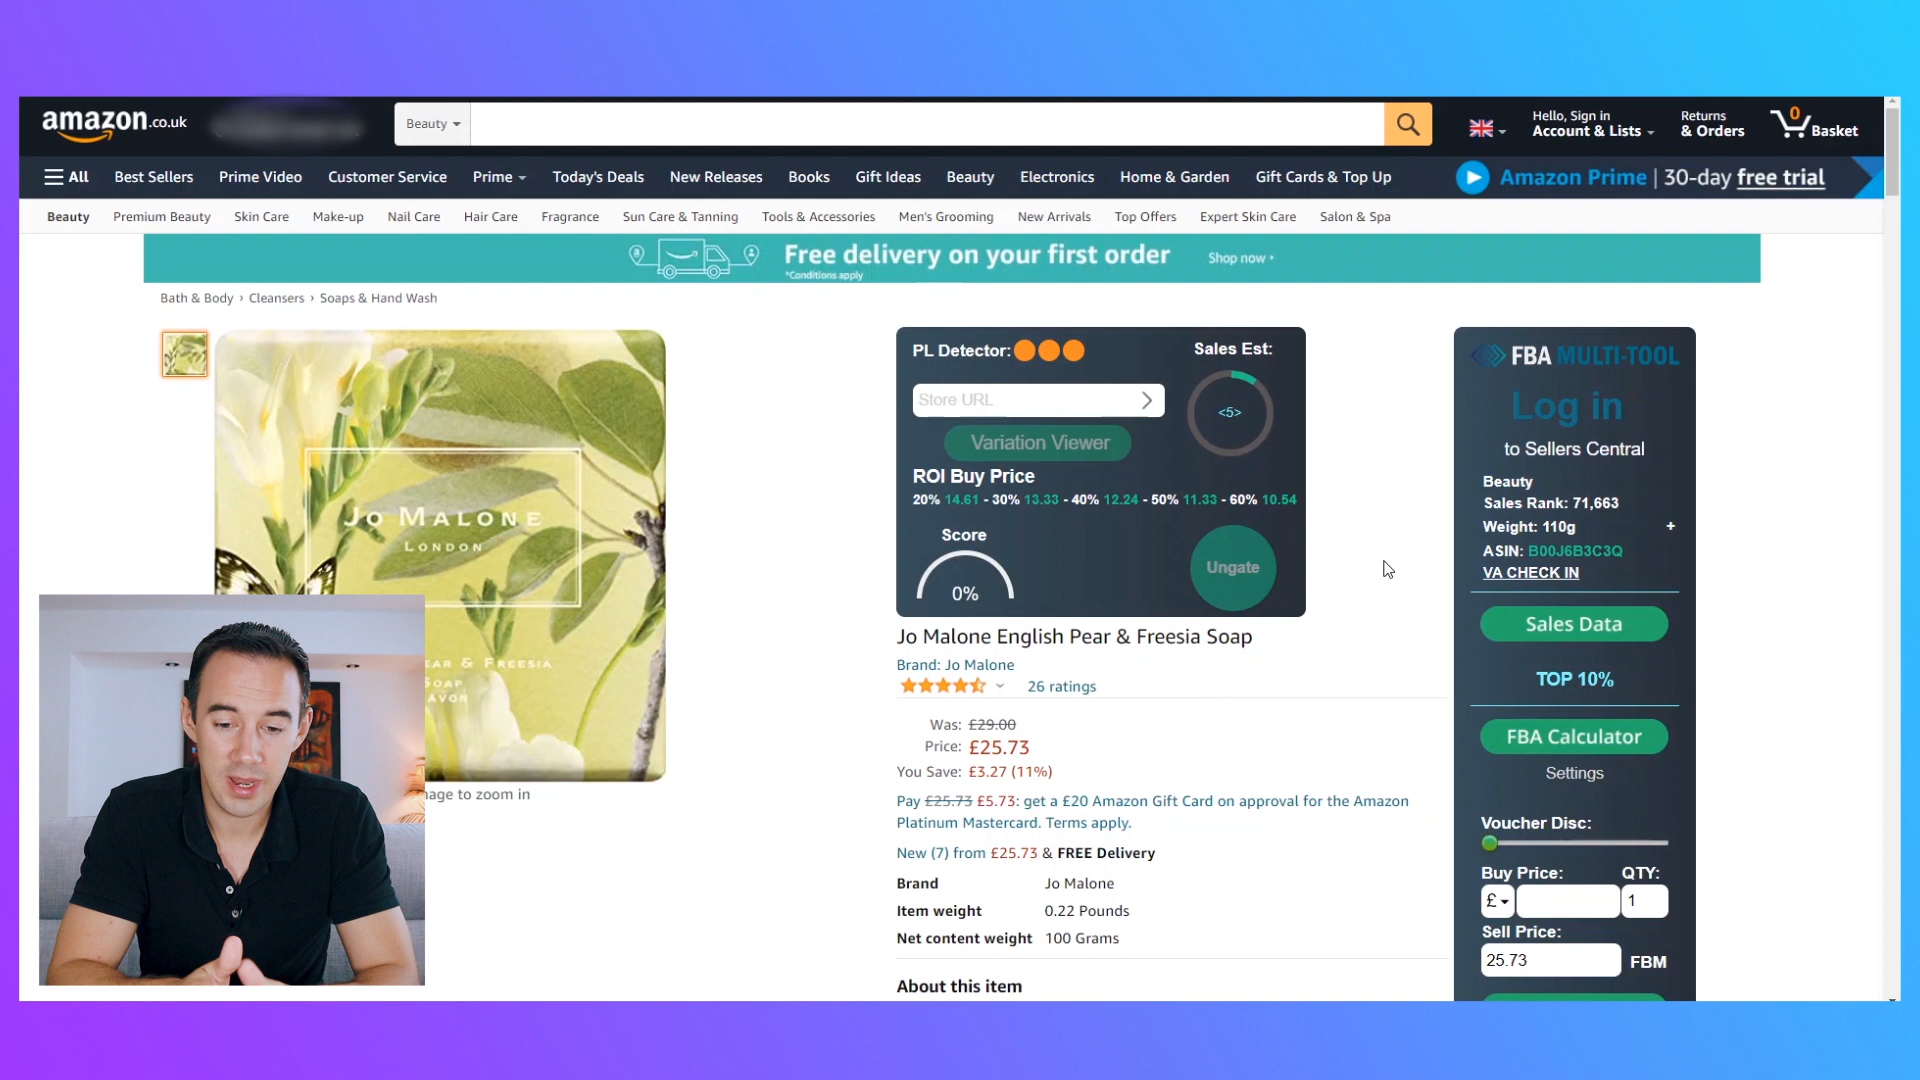 amazon.co.uk
Beauty
Hello, Sign in
Account & Lists
Returns
& Orders
0
Basket
All
Best Sellers
Prime Video
Customer Service
Prime
Today's Deals
New Releases
Books
Gift Ideas
Beauty
Electronics
Home & Garden
Gift Cards & Top Up
Amazon Prime | 30-day free trial
Beauty
Premium Beauty
Skin Care
Make-up
Nail Care
Hair Care
Fragrance
Sun Care & Tanning
Tools & Accessories
Men's Grooming
New Arrivals
Top Offers
Expert Skin Care
Salon & Spa
Free delivery on your first order
*Conditions apply
Shop now
Bath & Body › Cleansers › Soaps & Hand Wash
JO MALONE
LONDON
EAR & FREESIA
SOAP
AVON
mage to zoom in
PL Detector:
Sales Est:
Store URL
<5>
Variation Viewer
ROI Buy Price
20% 14.61 - 30% 13.33 - 40% 12.24 - 50% 11.33 - 60% 10.54
Score
0%
Ungate
Jo Malone English Pear & Freesia Soap
Brand: Jo Malone
26 ratings
Was: £29.00
Price: £25.73
You Save: £3.27 (11%)
Pay £25.73 £5.73: get a £20 Amazon Gift Card on approval for the Amazon
Platinum Mastercard. Terms apply.
New (7) from £25.73 & FREE Delivery
Brand Jo Malone
Item weight 0.22 Pounds
Net content weight 100 Grams
About this item
FBA MULTI-TOOL
Log in
to Sellers Central
Beauty
Sales Rank: 71,663
Weight: 110g +
ASIN: B00J6B3C3Q
VA CHECK IN
Sales Data
TOP 10%
FBA Calculator
Settings
Voucher Disc:
Buy Price: QTY:
£ 1
Sell Price:
25.73 FBM